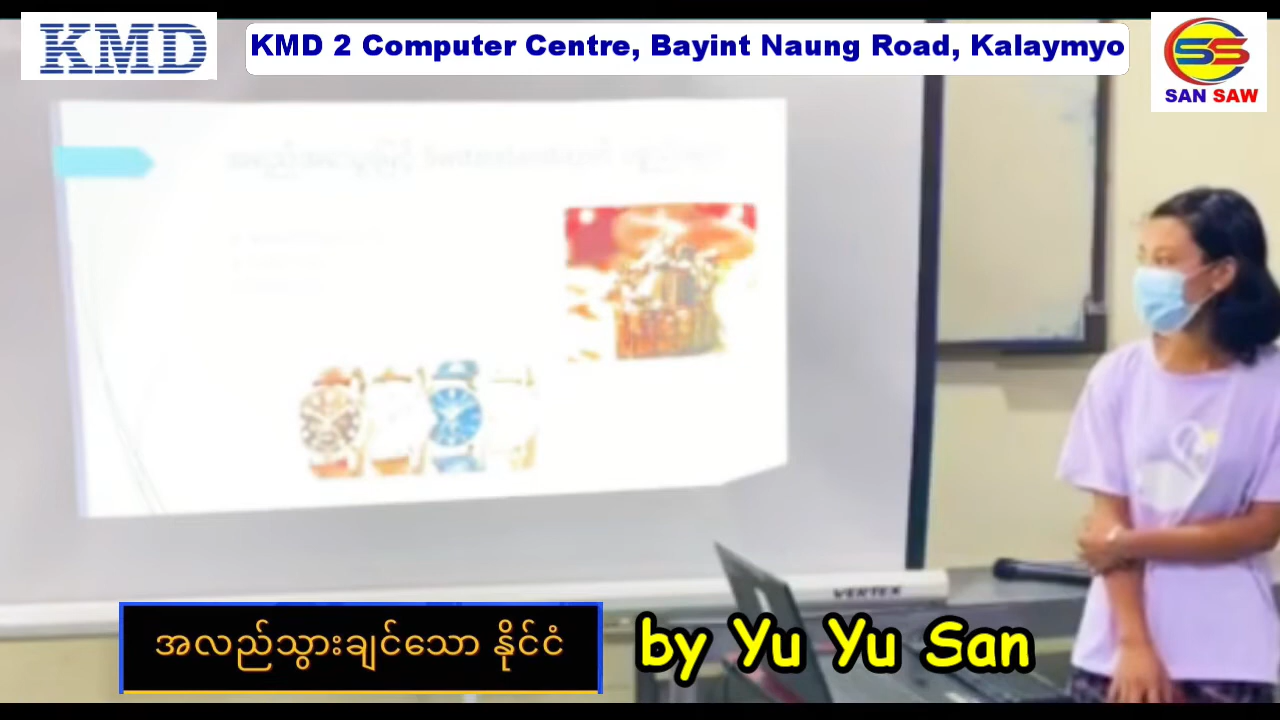 KMD
KMD 2 Computer Centre, Bayint Naung Road, Kalaymyo
SS
SAN SAW
VERTEX
အလည်သွားချင်သော နိုင်ငံ
by Yu Yu San